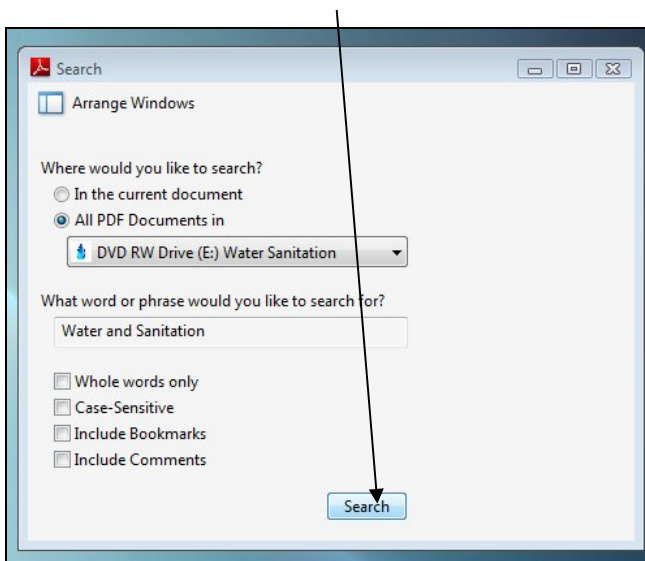 Search
Arrange Windows
Where would you like to search?
In the current document
All PDF Documents in
DVD RW Drive (E:) Water Sanitation
What word or phrase would you like to search for?
Water and Sanitation
Whole words only
Case-Sensitive
Include Bookmarks
Include Comments
Search